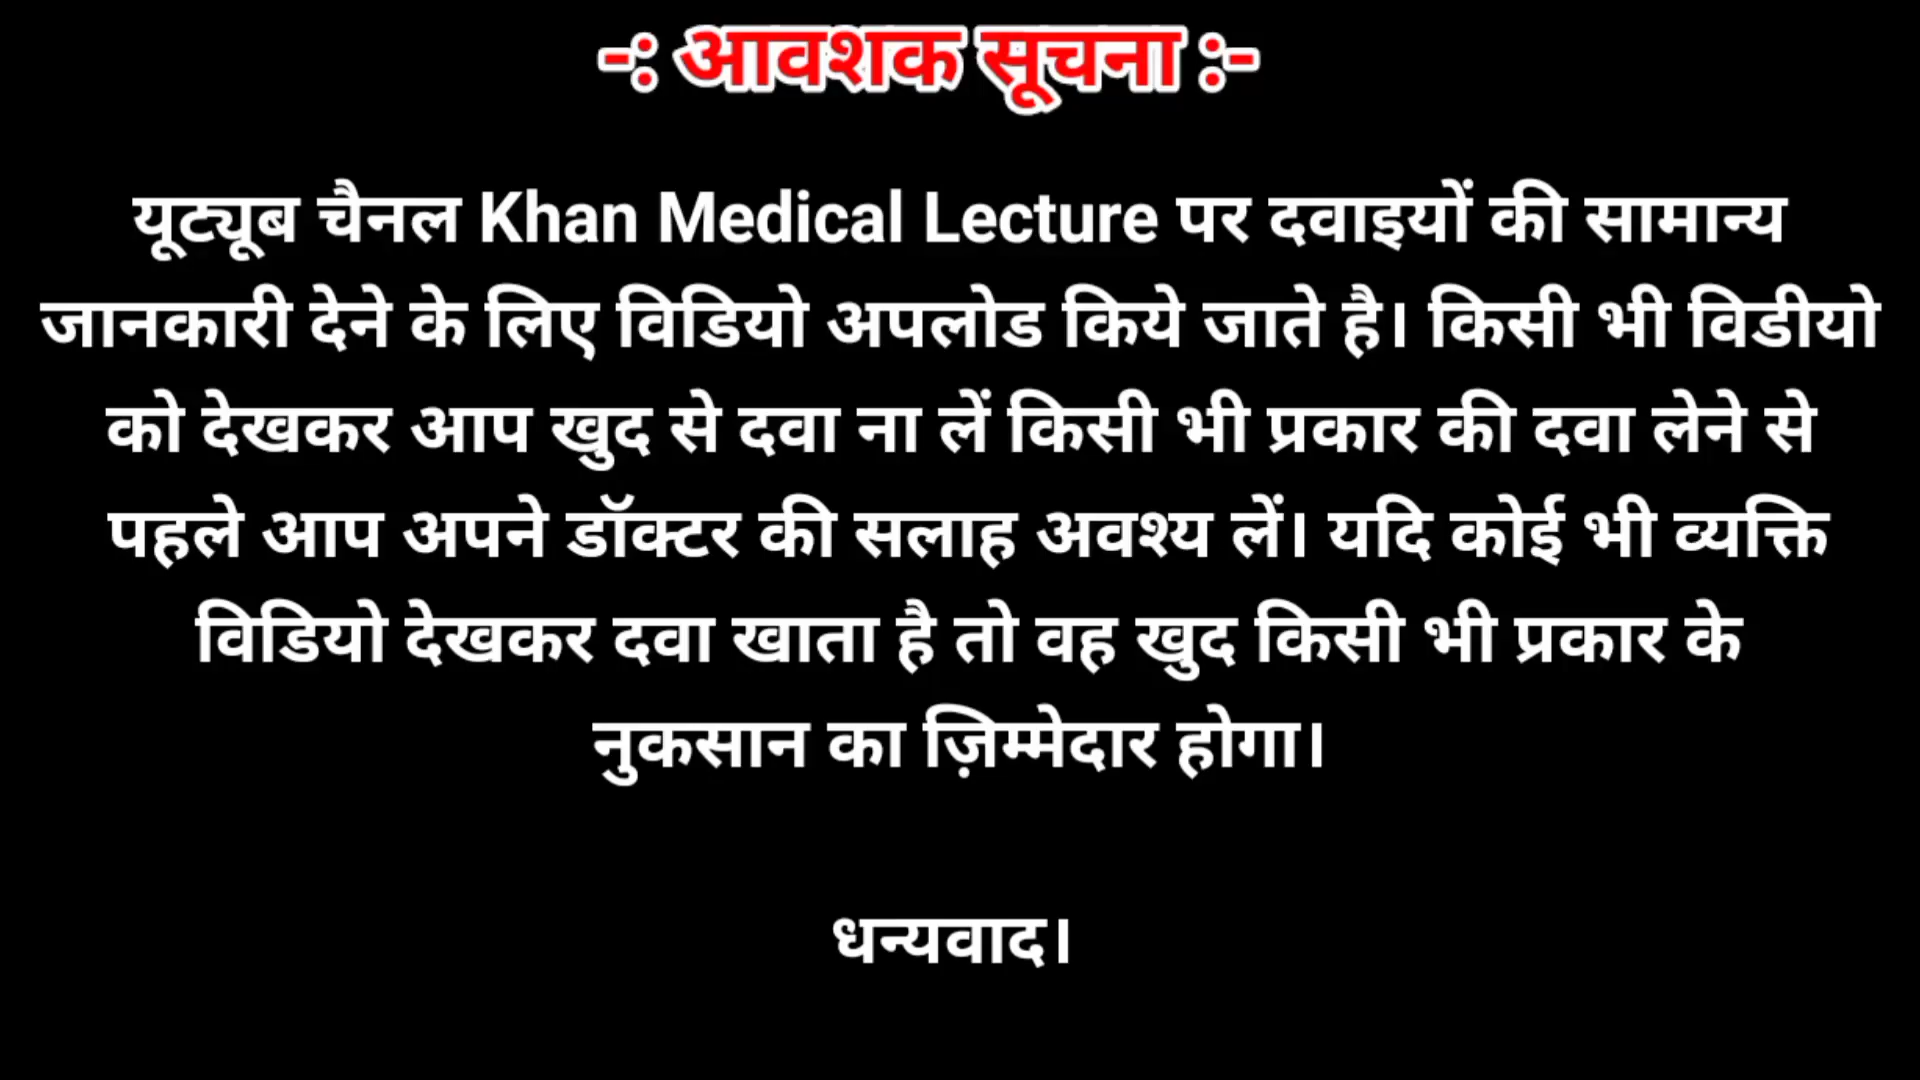 -: आवशक सूचना :-
यूट्यूब चैनल Khan Medical Lecture पर दवाइयों की सामान्य
जानकारी देने के लिए विडियो अपलोड किये जाते है। किसी भी विडीयो
को देखकर आप खुद से दवा ना लें किसी भी प्रकार की दवा लेने से
पहले आप अपने डॉक्टर की सलाह अवश्य लें। यदि कोई भी व्यक्ति
विडियो देखकर दवा खाता है तो वह खुद किसी भी प्रकार के
नुकसान का ज़िम्मेदार होगा।
धन्यवाद।